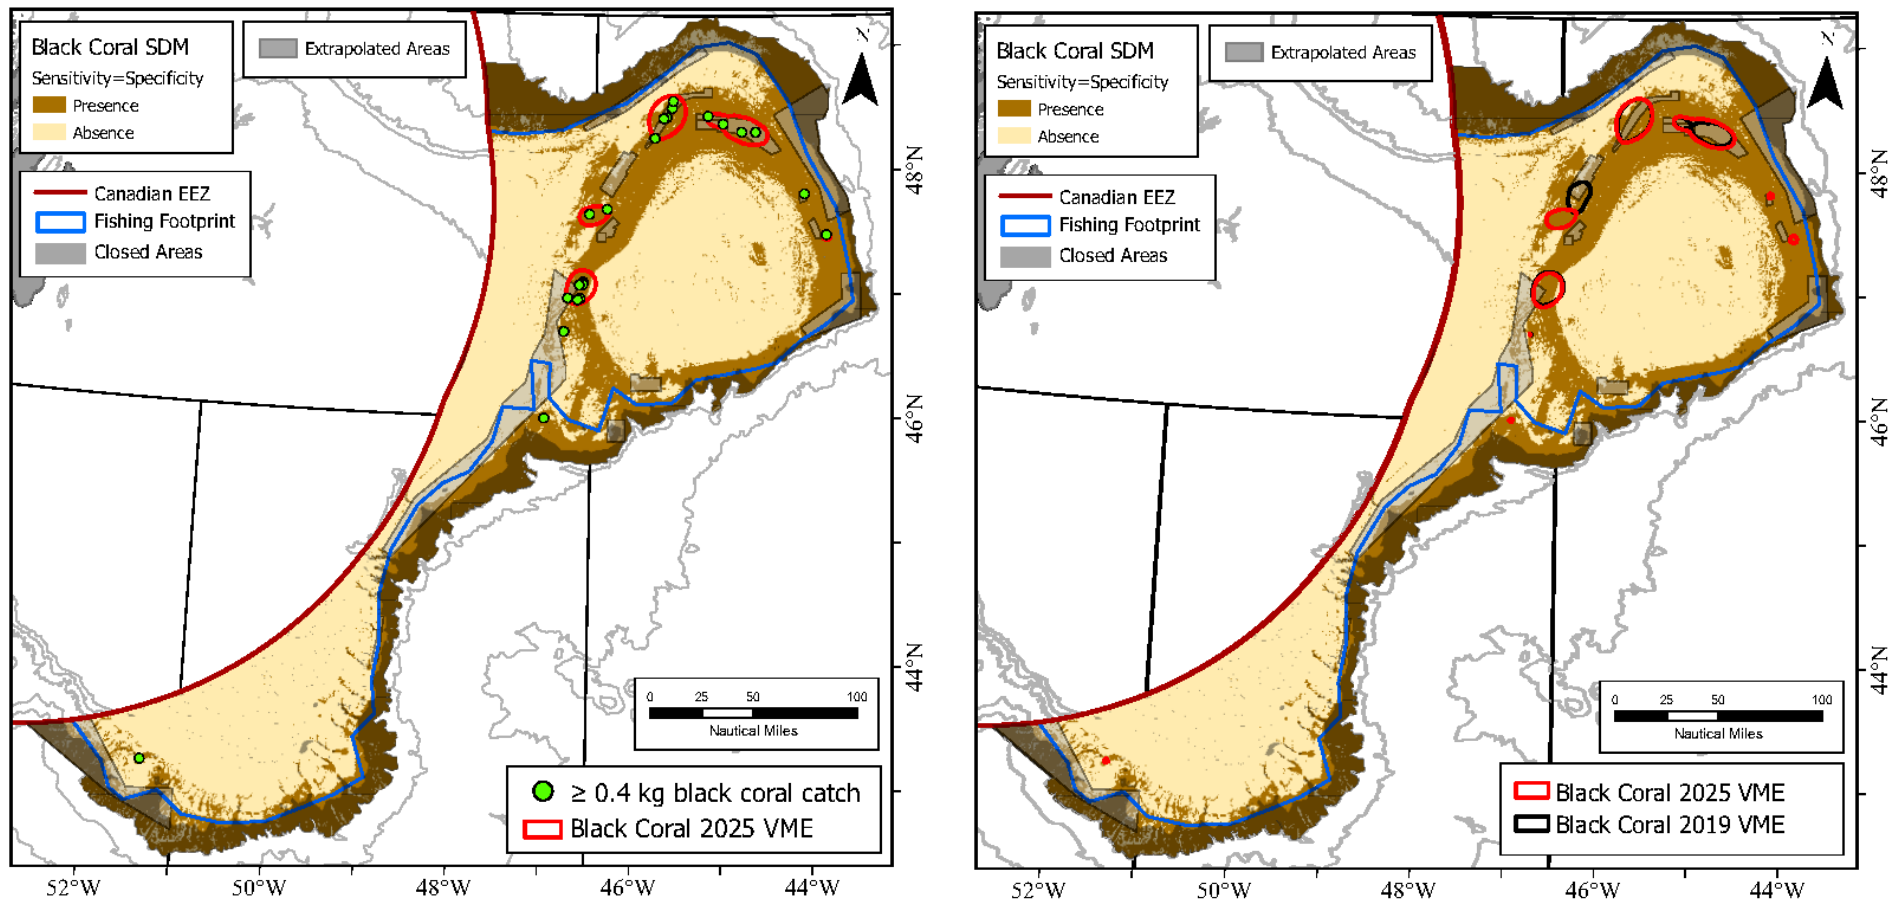 Black Coral SDM
Sensitivity=Specificity
Presence
Absence
Extrapolated Areas
Canadian EEZ
Fishing Footprint
Closed Areas
z
48°N
46°N
44°N
0 25 50 100
Nautical Miles
≥ 0.4 kg black coral catch
Black Coral 2025 VME
52°W 50°W 48°W 46°W 44°W
Black Coral SDM
Sensitivity=Specificity
Presence
Absence
Extrapolated Areas
Canadian EEZ
Fishing Footprint
Closed Areas
z
48°N
46°N
44°N
0 25 50 100
Nautical Miles
Black Coral 2025 VME
Black Coral 2019 VME
52°W 50°W 48°W 46°W 44°W